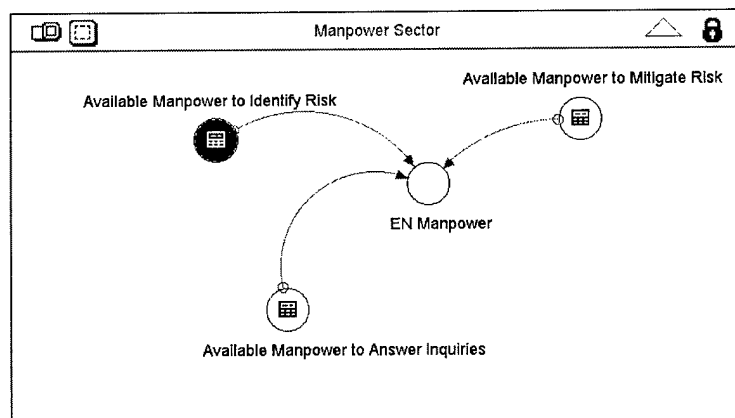 Manpower Sector
Available Manpower to Mitigate Risk
Available Manpower to Identify Risk
EN Manpower
Available Manpower to Answer Inquiries